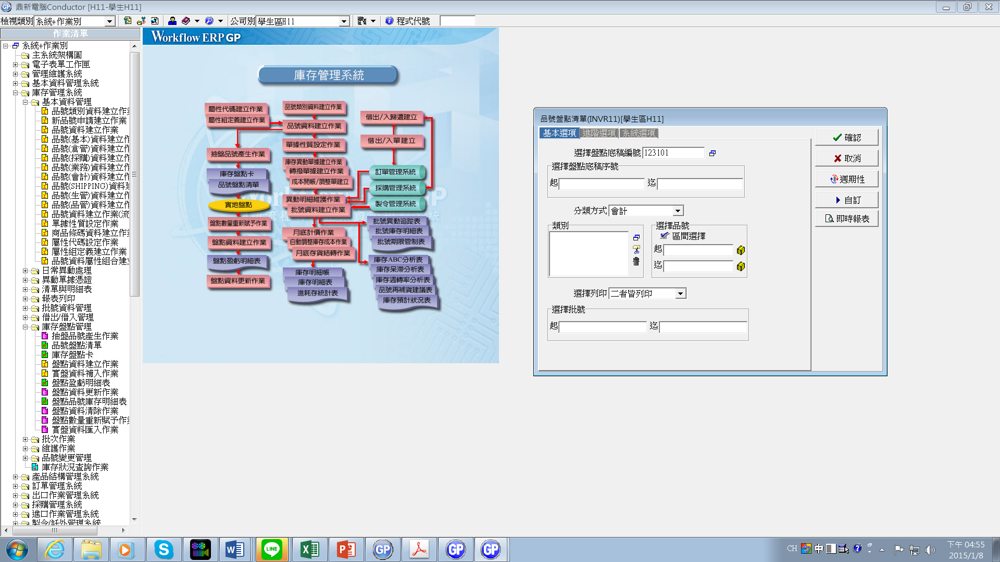 鼎新電腦Conductor [H11-學生H11]
檢視類別 系統+作業別
公司別 學生區H11
程式代號
作業清單
系統+作業別
主系統架構圖
電子表單工作匣
管理維護系統
基本資料管理系統
庫存管理系統
基本資料管理
品號類別資料建立作業
新品號申請建立作業
品號資料建立作業
品號(基本)資料建立作
品號(倉管)資料建立作
品號(採購)資料建立作
品號(業務)資料建立作
品號(會計)資料建立作
品號(SHIPPING)資料建
品號(生管)資料建立作
品號(品管)資料建立作
品號資料建立作業(流
單據性質設定作業
商品條碼資料建立作業
屬性代碼設定作業
屬性組定義建立作業
品號資料屬性組合建立
日常異動處理
異動單據憑證
清單與明細表
報表列印
批號資料管理
借出/借入管理
庫存盤點管理
抽盤品號產生作業
品號盤點清單
庫存盤點卡
盤點資料建立作業
實盤資料補入作業
盤點盈虧明細表
盤點資料更新作業
盤點品號庫存明細表
盤點資料清除作業
盤點數量重新賦予作業
實盤資料匯入作業
批次作業
維護作業
品號變更管理
庫存狀況查詢作業
產品結構管理系統
訂單管理系統
出口作業管理系統
採購管理系統
進口作業管理系統
製令/託外管理系統
Workflow ERP GP
庫存管理系統
屬性代碼建立作業
屬性組定義建立作業
抽盤品號產生作業
庫存盤點卡
品號盤點清單
實地盤點
盤點數量重新賦予作業
盤點資料建立作業
盤點盈虧明細表
盤點資料更新作業
品號類別資料建立作業
品號資料建立作業
單據性質設定作業
庫存異動單據建立作業
轉撥單據建立作業
成本開帳/調整單建立
異動明細維護作業
批號資料建立作業
月底計價作業
自動調整庫存成本作業
月底存貨結轉作業
庫存明細帳
庫存明細表
進耗存統計表
借出/入歸還建立
借出/入單建立
訂單管理系統
採購管理系統
製令管理系統
批號異動追蹤表
批號庫存明細表
批號期限管制表
庫存ABC分析表
庫存呆滯分析表
庫存週轉率分析表
品號再補貨建議表
庫存預計狀況表
品號盤點清單(INVR11)[學生區H11]
基本選項 進階選項 系統選項
選擇盤點底稿編號 123101
選擇盤點底稿序號
起 迄
分類方式 會計
類別
選擇品號
區間選擇
起
迄
選擇列印 二者皆列印
選擇批號
起 迄
確認
取消
週期性
自訂
即時報表
CH 中
下午 04:55
2015/1/8